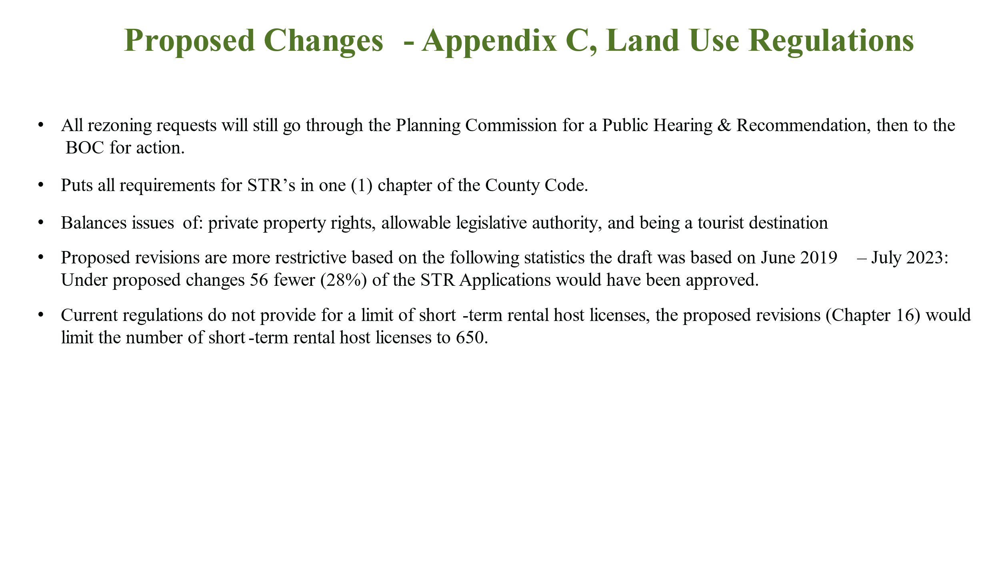 Proposed Changes - Appendix C, Land Use Regulations
• All rezoning requests will still go through the Planning Commission for a Public Hearing & Recommendation, then to the
BOC for action.
• Puts all requirements for STR’s in one (1) chapter of the County Code.
• Balances issues of: private property rights, allowable legislative authority, and being a tourist destination
• Proposed revisions are more restrictive based on the following statistics the draft was based on June 2019 – July 2023:
Under proposed changes 56 fewer (28%) of the STR Applications would have been approved.
• Current regulations do not provide for a limit of short -term rental host licenses, the proposed revisions (Chapter 16) would
limit the number of short -term rental host licenses to 650.